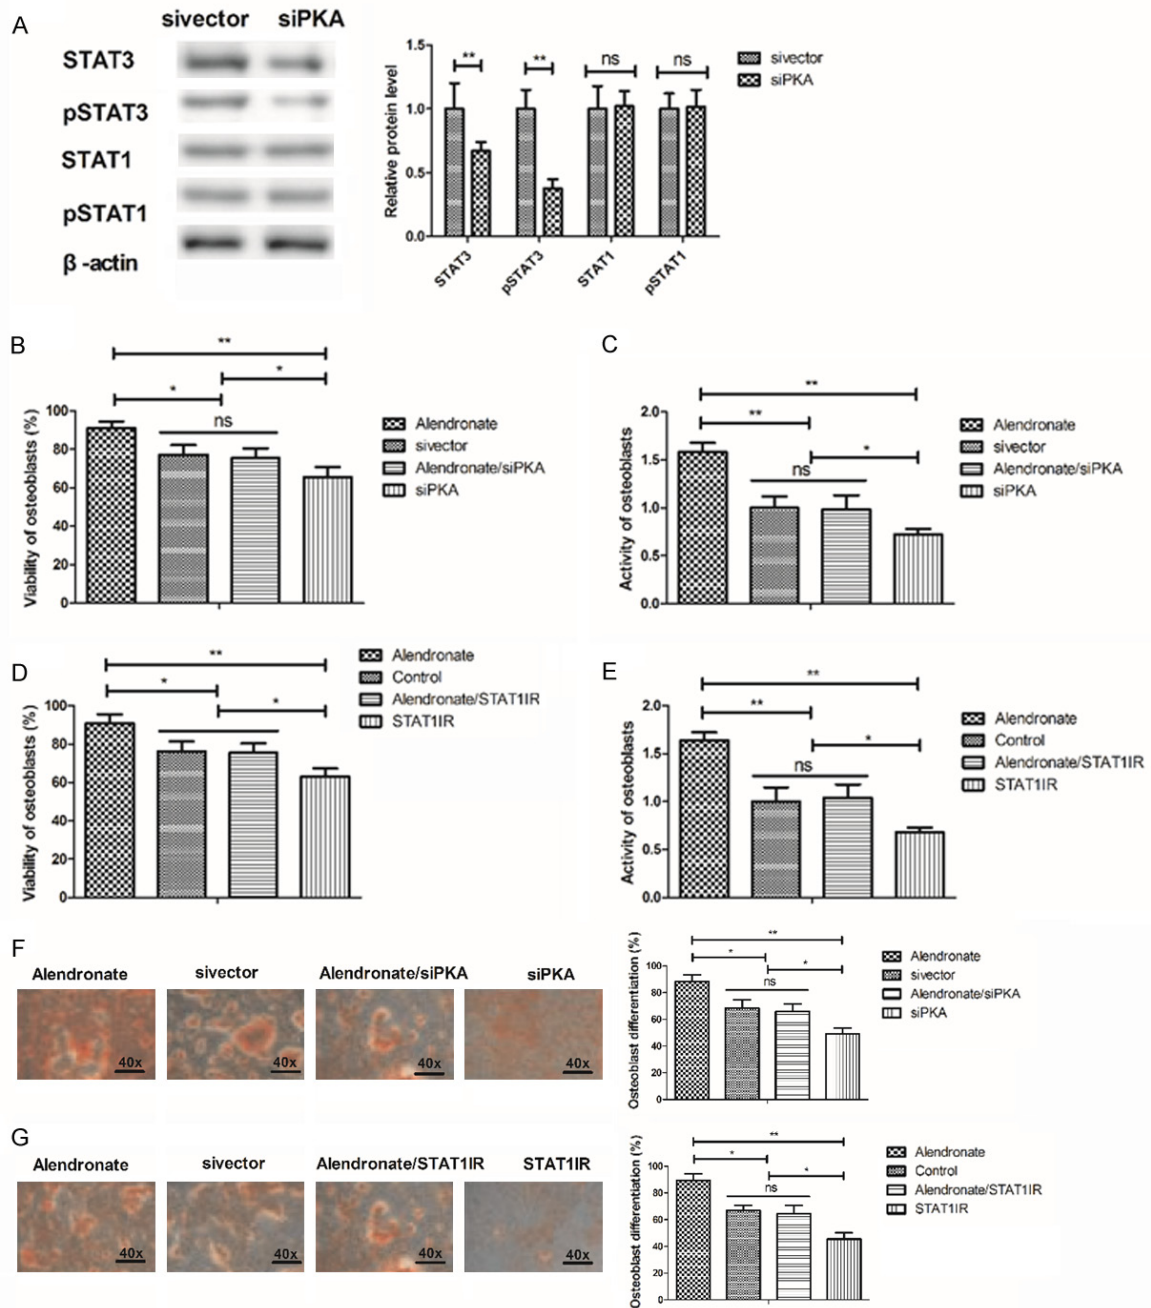 A
sivector siPKA
STAT3
pSTAT3
STAT1
pSTAT1
β -actin
Relative protein level
1.5
1.0
0.5
0.0
** ** ns ns
STAT3 pSTAT3 STAT1 pSTAT1
sivector
siPKA
B
Viability of osteoblasts (%)
100
80
60
40
20
0
**
*
*
ns
Alendronate
sivector
Alendronate/siPKA
siPKA
C
Activity of osteoblasts
2.0
1.5
1.0
0.5
0.0
**
**
*
ns
Alendronate
sivector
Alendronate/siPKA
siPKA
D
Viability of osteoblasts (%)
100
80
60
40
20
0
**
*
*
Alendronate
Control
Alendronate/STAT1IR
STAT1IR
E
Activity of osteoblasts
2.0
1.5
1.0
0.5
0.0
**
**
*
ns
Alendronate
Control
Alendronate/STAT1IR
STAT1IR
F
Alendronate sivector Alendronate/siPKA siPKA
40x 40x 40x 40x
Osteoblast differentiation (%)
100
80
60
40
20
0
**
*
*
ns
Alendronate
sivector
Alendronate/siPKA
siPKA
G
Alendronate sivector Alendronate/STAT1IR STAT1IR
40x 40x 40x 40x
Osteoblast differentiation (%)
100
80
60
40
20
0
**
*
*
ns
Alendronate
Control
Alendronate/STAT1IR
STAT1IR